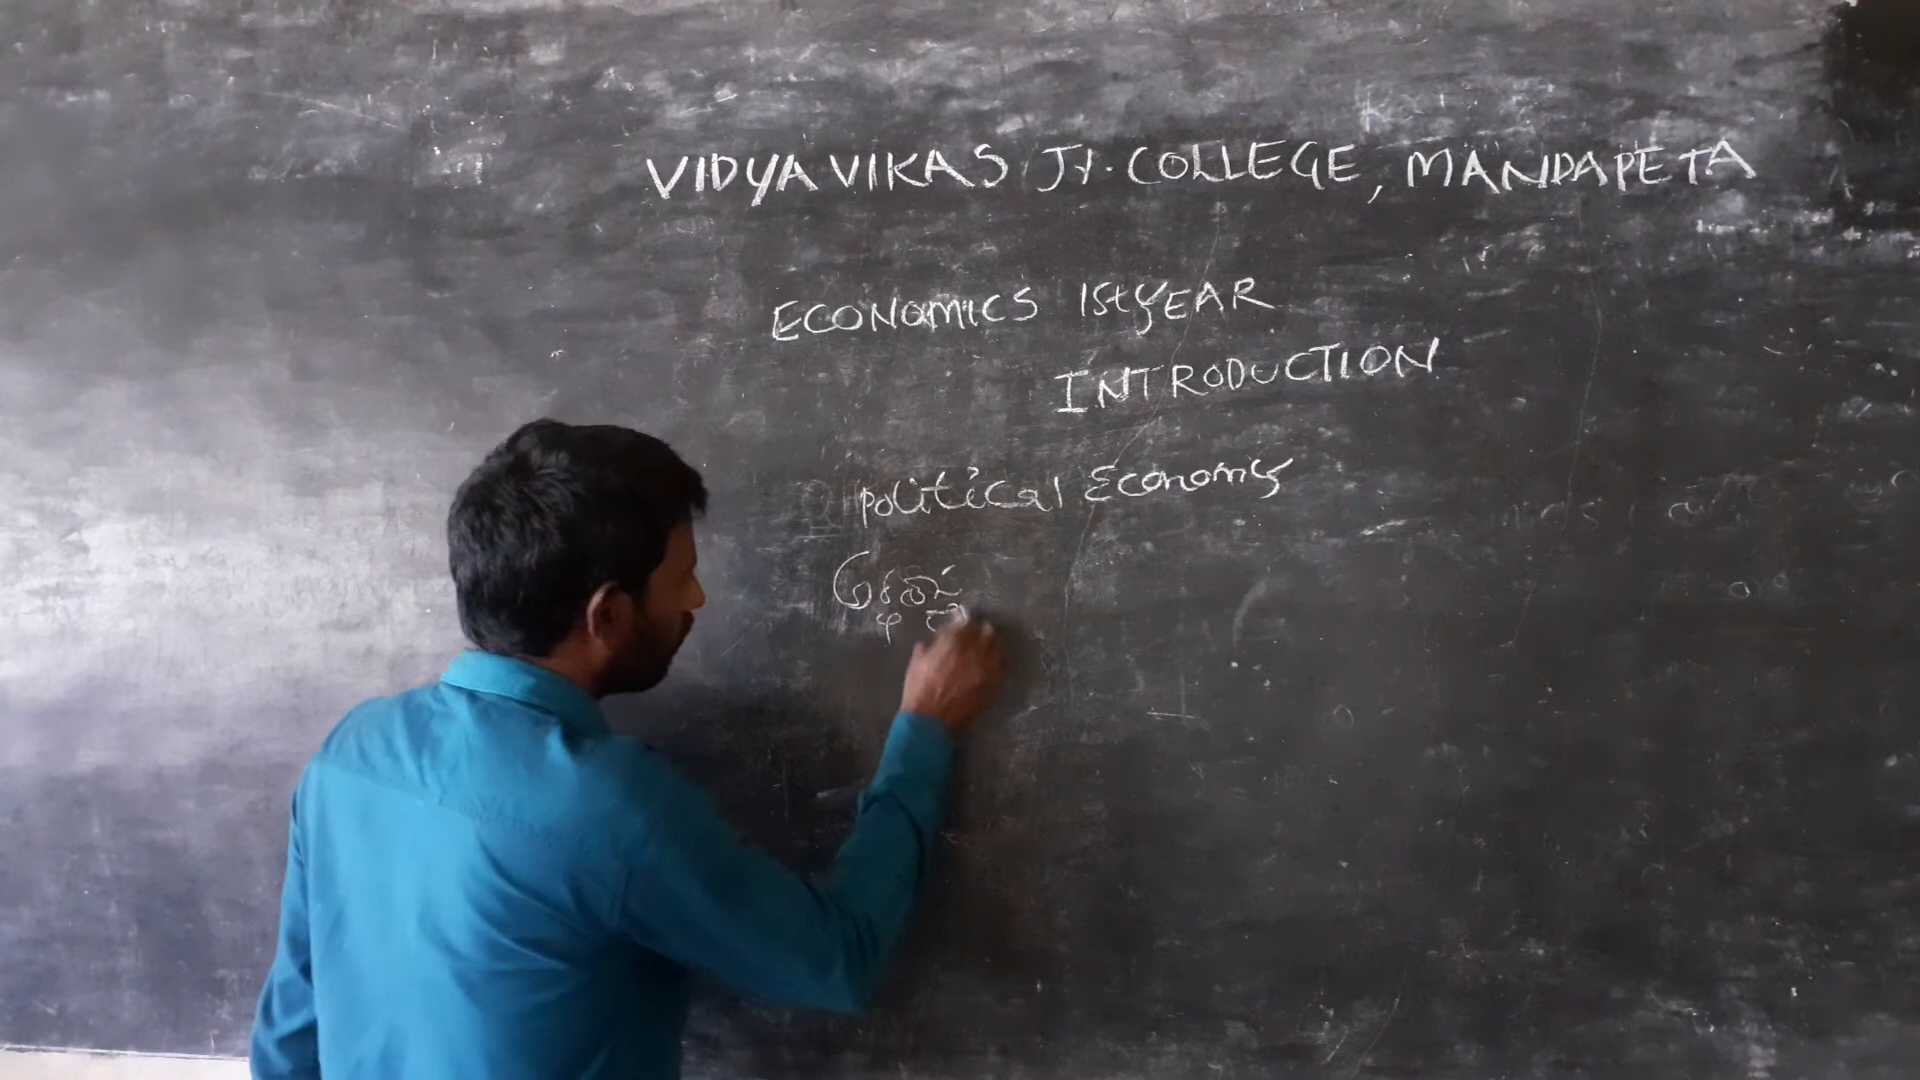 VIDYA VIKAS Jr. COLLEGE, MANDAPETA
ECONOMICS 1st YEAR
INTRODUCTION
Political Economy